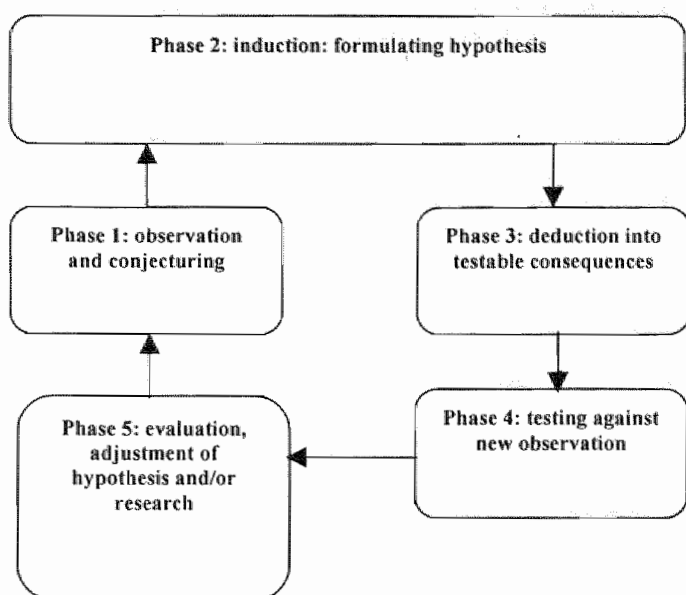 Phase 2: induction: formulating hypothesis
Phase 1: observation
and conjecturing
Phase 3: deduction into
testable consequences
Phase 4: testing against
new observation
Phase 5: evaluation,
adjustment of
hypothesis and/or
research